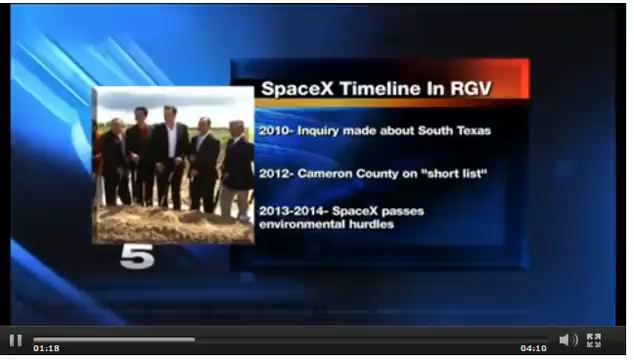 SpaceX Timeline In RGV
2010- Inquiry made about South Texas
2012- Cameron County on "short list"
2013-2014- SpaceX passes
environmental hurdles
5
01:18
04:10